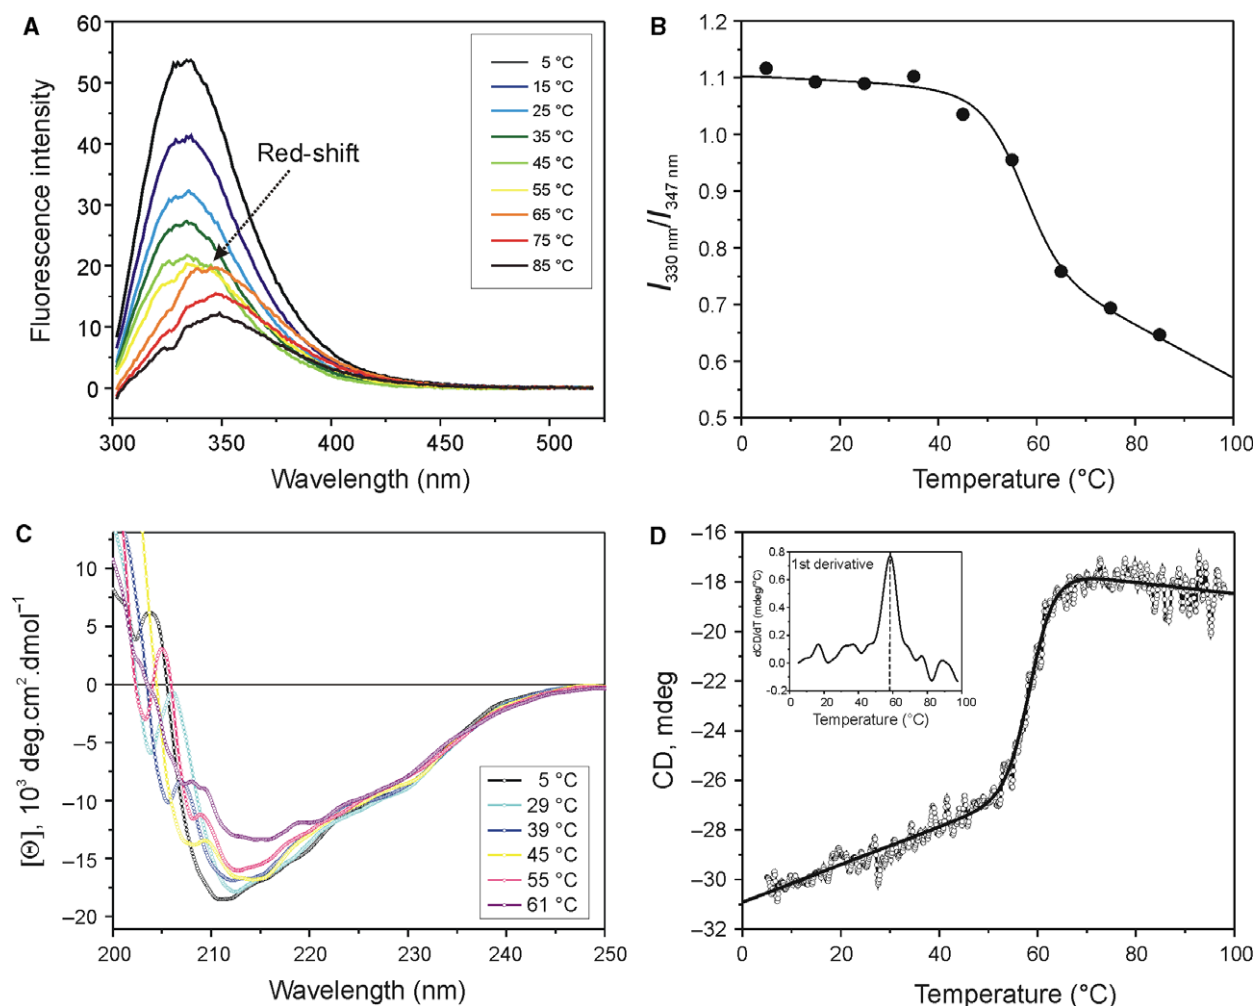 A
60
50
40
30
20
10
0
Fluorescence intensity
300 350 400 450 500
Wavelength (nm)
Red-shift
5 °C
15 °C
25 °C
35 °C
45 °C
55 °C
65 °C
75 °C
85 °C
B
1.2
1.1
1.0
0.9
0.8
0.7
0.6
0.5
I330 nm/I347 nm
0 20 40 60 80 100
Temperature (°C)
C
10
5
0
–5
–10
–15
–20
[Θ], 10³ deg.cm².dmol⁻¹
200 210 220 230 240 250
Wavelength (nm)
5 °C
29 °C
39 °C
45 °C
55 °C
61 °C
D
–16
–18
–20
–22
–24
–26
–28
–30
–32
CD, mdeg
0 20 40 60 80 100
Temperature (°C)
1st derivative
0.8
0.6
0.4
0.2
0.0
-0.2
dCD/dT (mdeg/°C)
0 20 40 60 80 100
Temperature (°C)